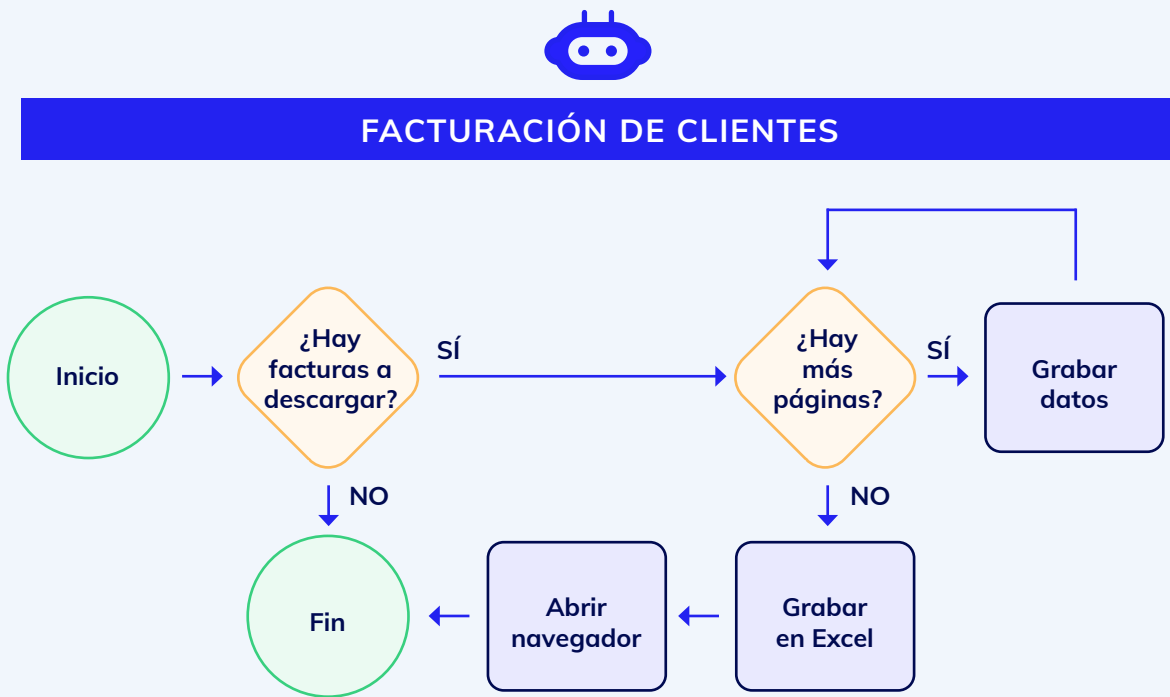 FACTURACIÓN DE CLIENTES
Inicio
¿Hay
facturas a
descargar?
SÍ
¿Hay
más
páginas?
SÍ
Grabar
datos
NO
NO
Fin
Abrir
navegador
Grabar
en Excel